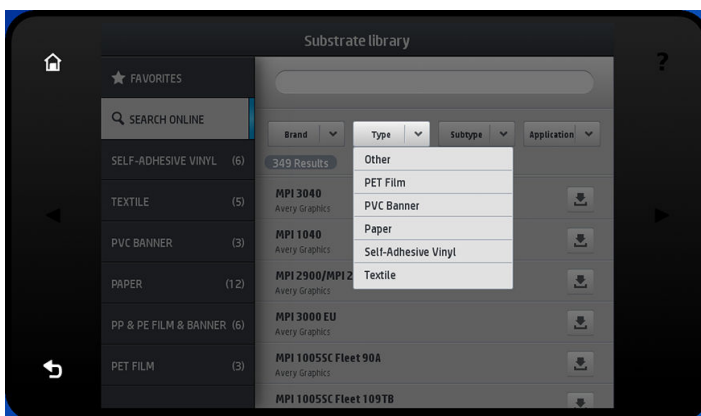 Substrate library
?
FAVORITES
SEARCH ONLINE
SELF-ADHESIVE VINYL (6)
TEXTILE (5)
PVC BANNER (3)
PAPER (12)
PP & PE FILM & BANNER (6)
PET FILM (3)
Brand
Type
Subtype
Application
349 Results
Other
PET Film
PVC Banner
Paper
Self-Adhesive Vinyl
Textile
MPI 3040
Avery Graphics
MPI 1040
Avery Graphics
MPI 2900/MPI 2
Avery Graphics
MPI 3000 EU
Avery Graphics
MPI 1005SC Fleet 90A
Avery Graphics
MPI 1005SC Fleet 109TB